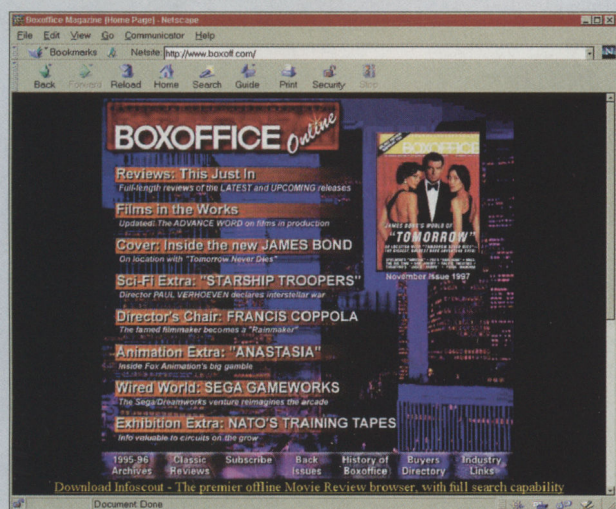 Boxoffice Magazine [Home Page] - Netscape
File Edit View Go Communicator Help
Bookmarks Netsite: http://www.boxoff.com/
Back Forward Reload Home Search Guide Print Security Stop
BOXOFFICE Online
Reviews: This Just In
Full-length reviews of the LATEST and UPCOMING releases
Films in the Works
Updated: The ADVANCE WORD on films in production
Cover: Inside the new JAMES BOND
On location with "Tomorrow Never Dies"
Sci-Fi Extra: "STARSHIP TROOPERS"
Director PAUL VERHOEVEN declares interstellar war
Director's Chair: FRANCIS COPPOLA
The famed filmmaker becomes a "Rainmaker"
Animation Extra: "ANASTASIA"
Inside Fox Animation's big gamble
Wired World: SEGA GAMEWORKS
The Sega/Dreamworks venture reimagines the arcade
Exhibition Extra: NATO'S TRAINING TAPES
Info valuable to circuits on the grow
BOXOFFICE
JAMES BOND'S WORLD OF
"TOMORROW"
November Issue 1997
1995-96 Archives
Classic Reviews
Subscribe
Back Issues
History of Boxoffice
Buyers Directory
Industry Links
Download Infoscout - The premier offline Movie Review browser, with full search capability
Document: Done